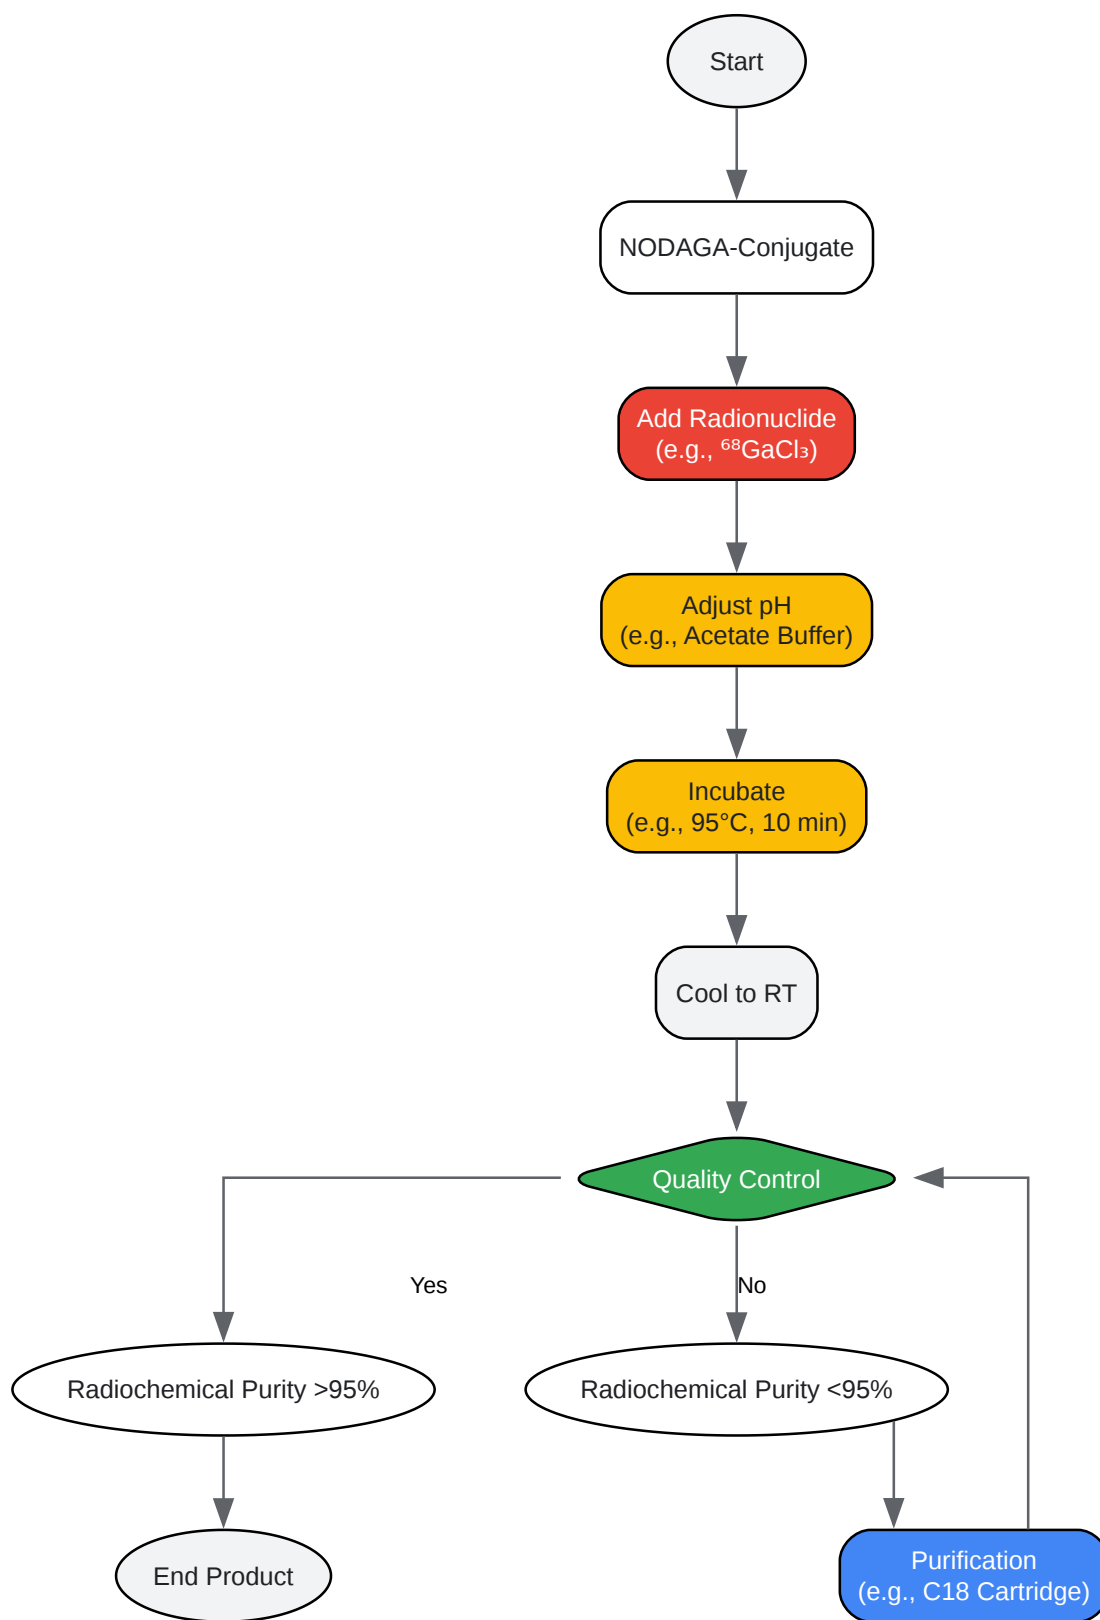 Start
NODAGA-Conjugate
Add Radionuclide
(e.g., ⁶⁸GaCl₃)
Adjust pH
(e.g., Acetate Buffer)
Incubate
(e.g., 95°C, 10 min)
Cool to RT
Quality Control
Yes
No
Radiochemical Purity >95%
Radiochemical Purity <95%
End Product
Purification
(e.g., C18 Cartridge)